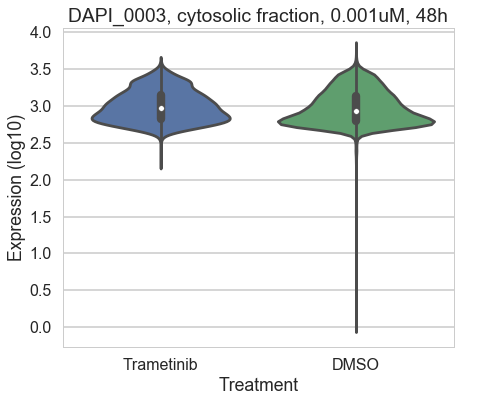 DAPI_0003, cytosolic fraction, 0.001uM, 48h
Expression (log10)
4.0
3.5
3.0
2.5
2.0
1.5
1.0
0.5
0.0
Trametinib
DMSO
Treatment